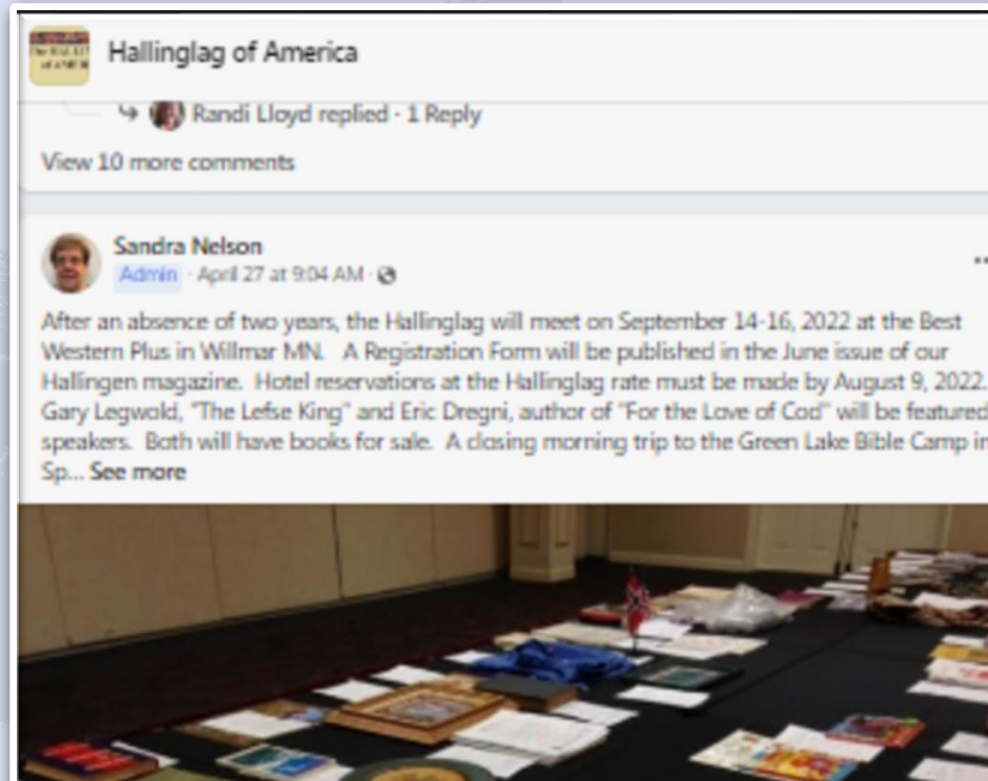 Hallinglag of America
Randi Lloyd replied · 1 Reply
View 10 more comments
Sandra Nelson
Admin · April 27 at 9:04 AM ·
After an absence of two years, the Hallinglag will meet on September 14-16, 2022 at the Best
Western Plus in Willmar MN. A Registration Form will be published in the June issue of our
Hallingen magazine. Hotel reservations at the Hallinglag rate must be made by August 9, 2022.
Gary Legwold, "The Lefse King" and Eric Dregni, author of "For the Love of Cod" will be featured
speakers. Both will have books for sale. A closing morning trip to the Green Lake Bible Camp in
Sp... See more